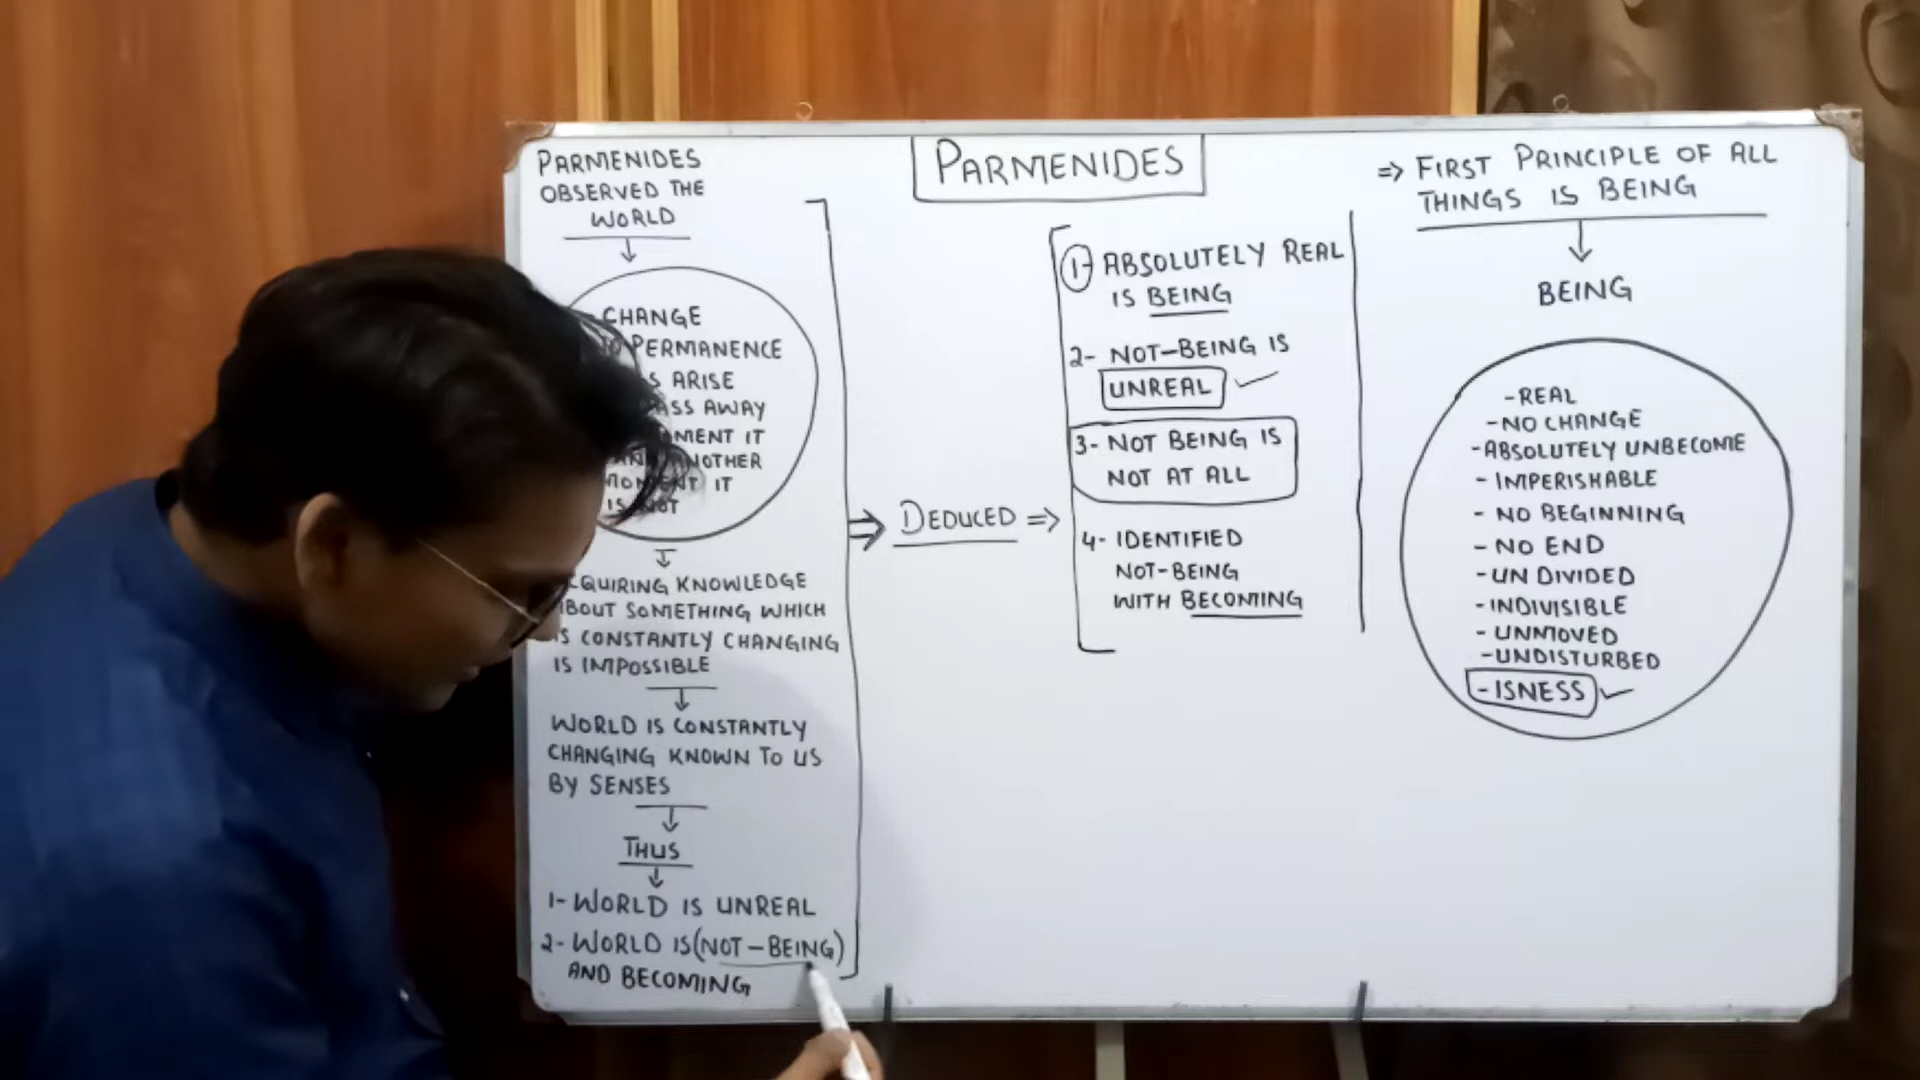 PARMENIDES
OBSERVED THE
WORLD
CHANGE
PERMANENCE
ARISE
AWAY
IT
ANOTHER
MOMENT IT
IS NOT
KNOWLEDGE
ABOUT SOMETHING WHICH
IS CONSTANTLY CHANGING
IS IMPOSSIBLE
WORLD IS CONSTANTLY
CHANGING KNOWN TO US
BY SENSES
THUS
1- WORLD IS UNREAL
2- WORLD IS (NOT-BEING)
AND BECOMING
PARMENIDES
=> DEDUCED =>
1- ABSOLUTELY REAL
IS BEING
2- NOT-BEING IS
UNREAL ✓
3- NOT BEING IS
NOT AT ALL
4- IDENTIFIED
NOT-BEING
WITH BECOMING
=> FIRST PRINCIPLE OF ALL
THINGS IS BEING
BEING
- REAL
- NO CHANGE
- ABSOLUTELY UNBECOME
- IMPERISHABLE
- NO BEGINNING
- NO END
- UN DIVIDED
- INDIVISIBLE
- UNMOVED
- UNDISTURBED
- ISNESS ✓